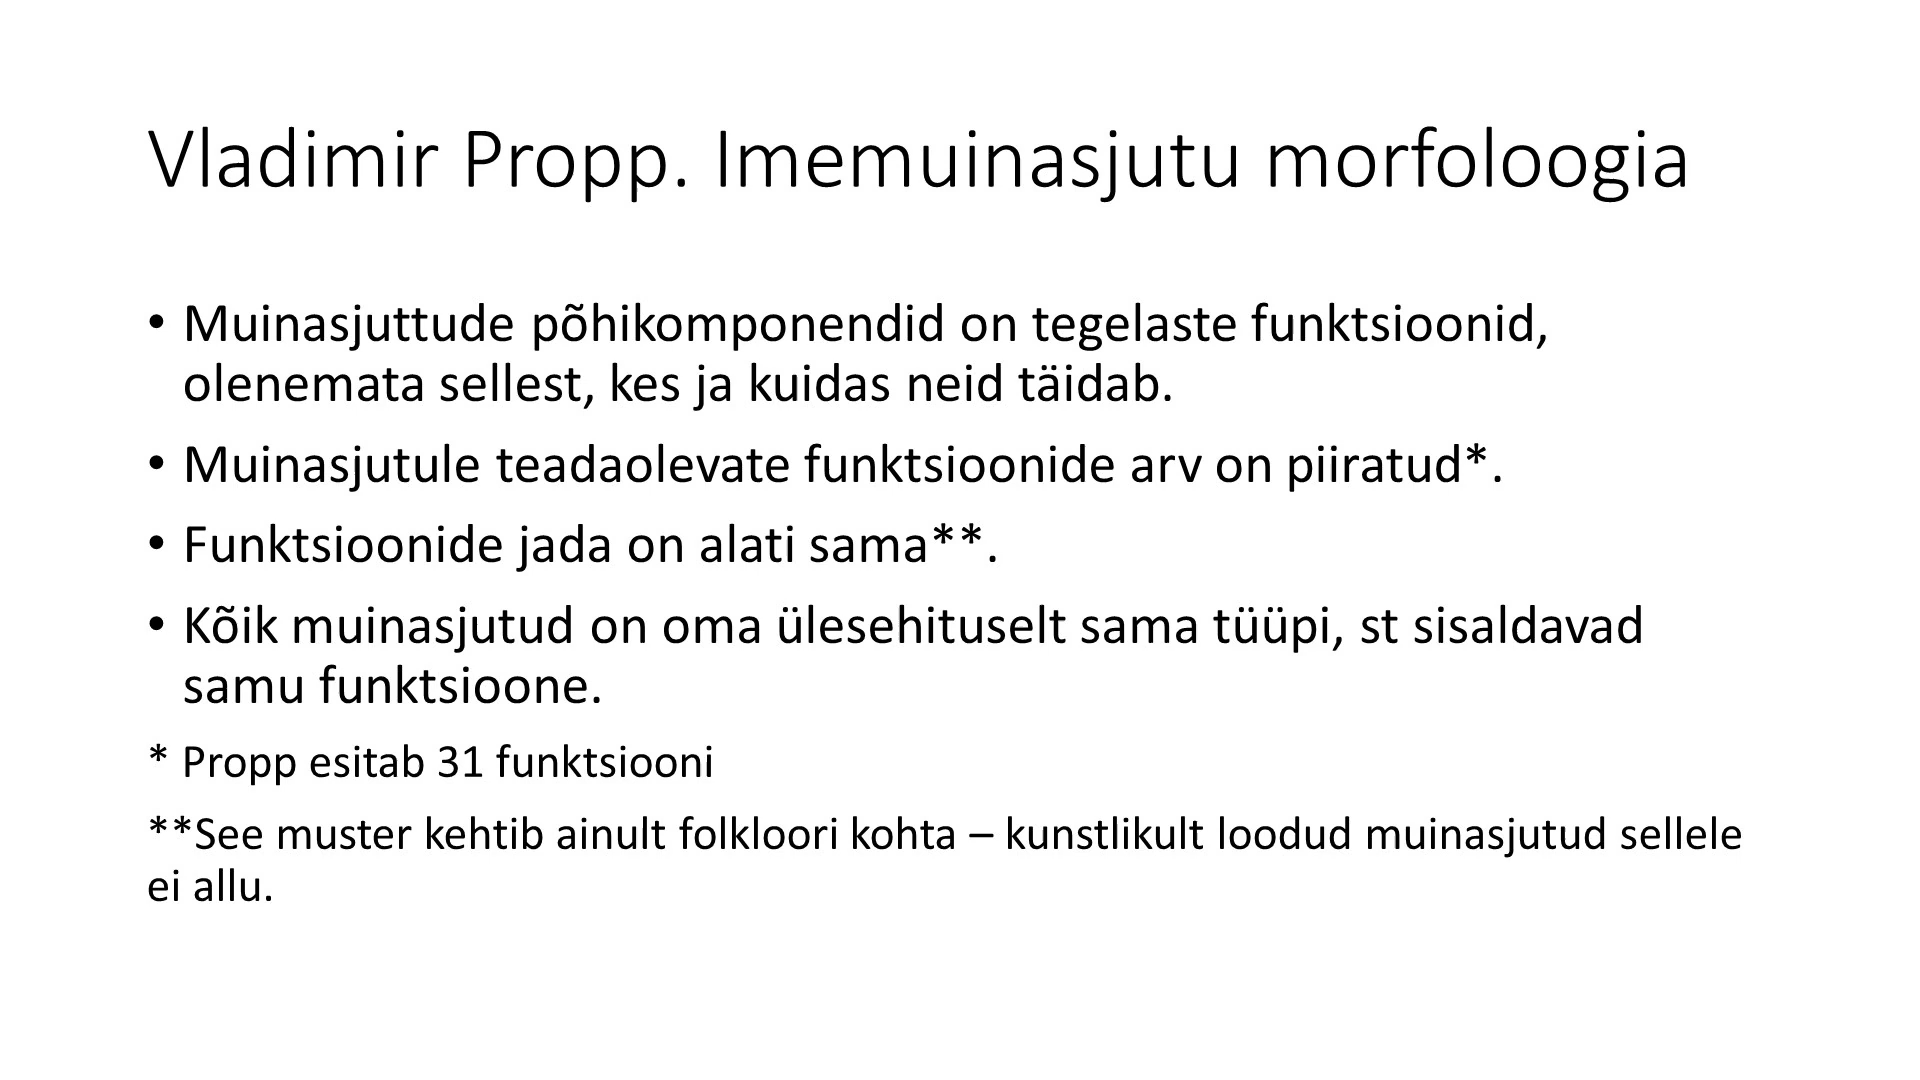 Vladimir Propp. Imemuinasjutu morfoloogia
• Muinasjuttude põhikomponendid on tegelaste funktsioonid,
olenemata sellest, kes ja kuidas neid täidab.
• Muinasjutule teadaolevate funktsioonide arv on piiratud*.
• Funktsioonide jada on alati sama**.
• Kõik muinasjutud on oma ülesehituselt sama tüüpi, st sisaldavad
samu funktsioone.
* Propp esitab 31 funktsiooni
**See muster kehtib ainult folkloori kohta – kunstlikult loodud muinasjutud sellele
ei allu.